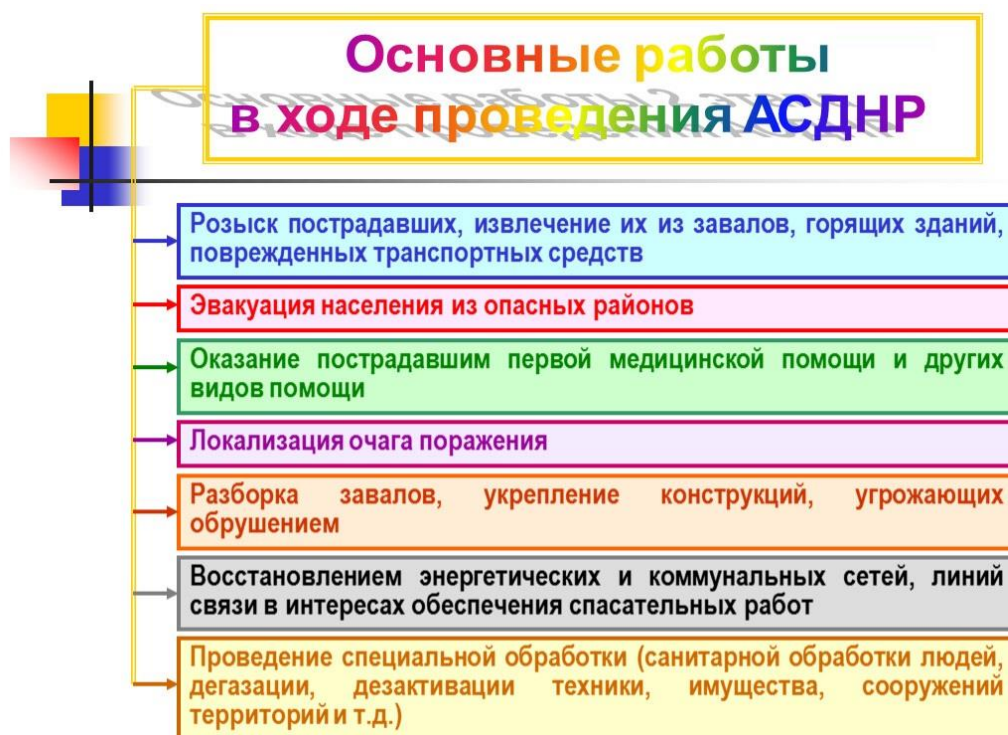 Основные работы
в ходе проведения АСДНР
Розыск пострадавших, извлечение их из завалов, горящих зданий,
поврежденных транспортных средств
Эвакуация населения из опасных районов
Оказание пострадавшим первой медицинской помощи и других
видов помощи
Локализация очага поражения
Разборка завалов, укрепление конструкций, угрожающих
обрушением
Восстановлением энергетических и коммунальных сетей, линий
связи в интересах обеспечения спасательных работ
Проведение специальной обработки (санитарной обработки людей,
дегазации, дезактивации техники, имущества, сооружений
территорий и т.д.)